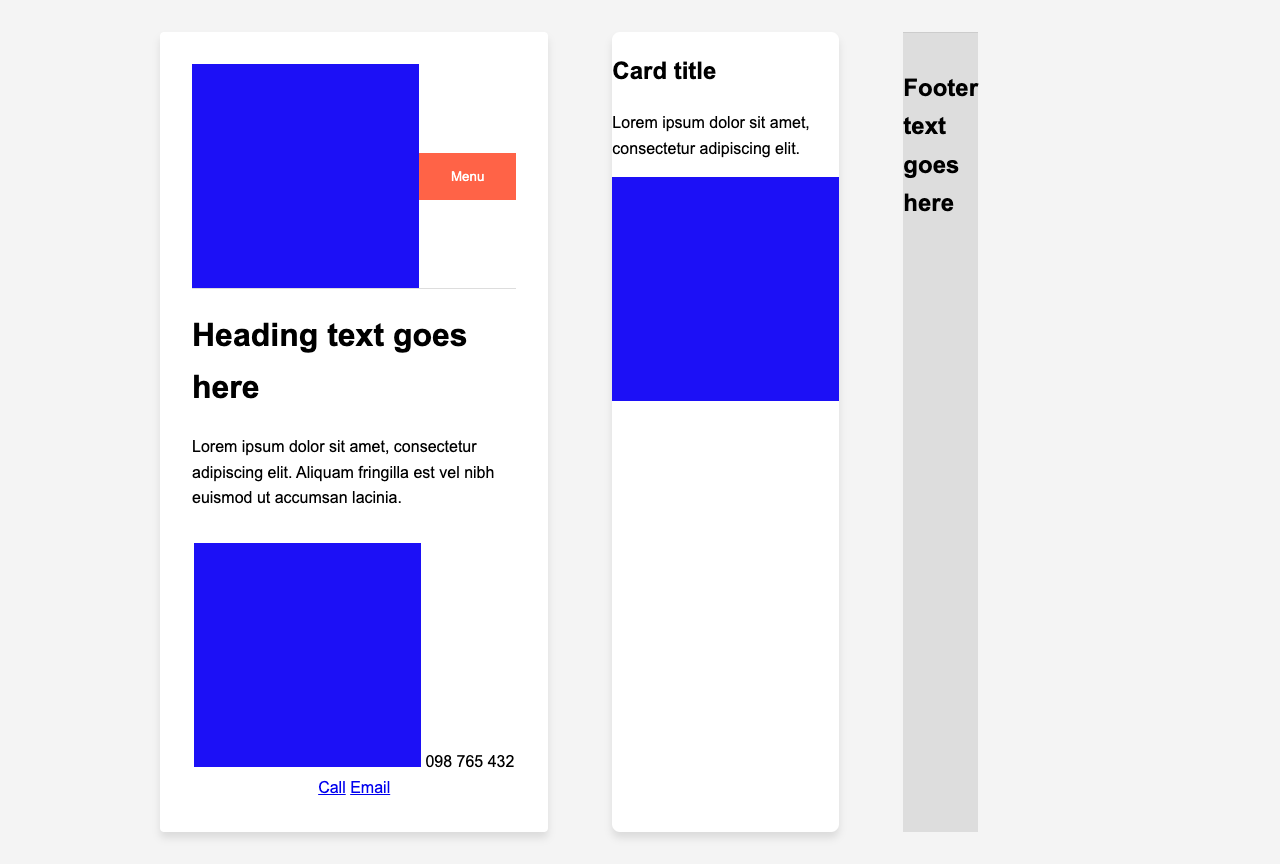 Menu
Heading text goes
here
Lorem ipsum dolor sit amet, consectetur
adipiscing elit. Aliquam fringilla est vel nibh
euismod ut accumsan lacinia.
098 765 432
Call Email
Card title
Lorem ipsum dolor sit amet,
consectetur adipiscing elit.
Footer
text
goes
here